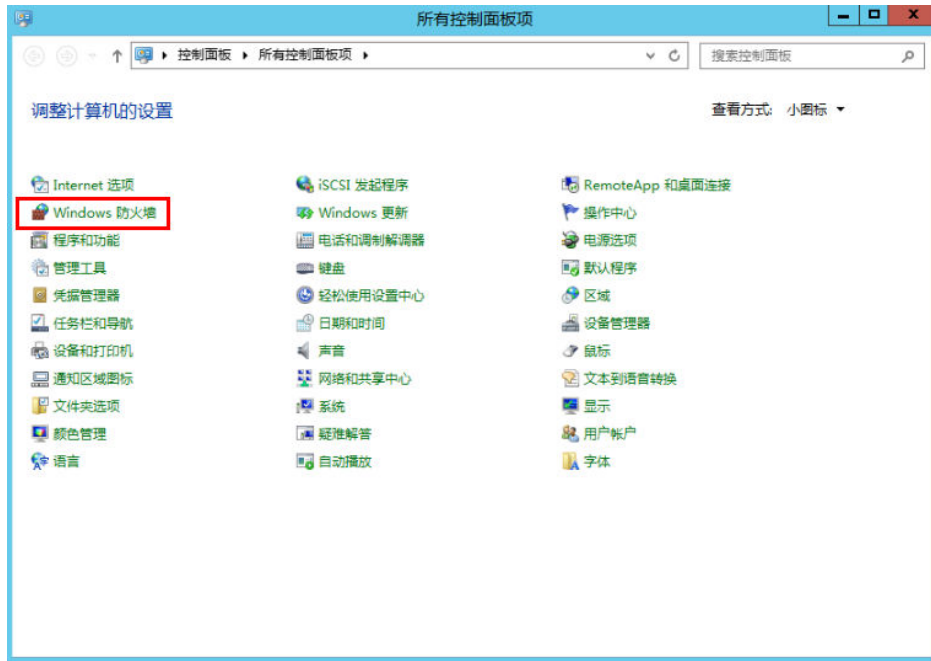 所有控制面板项
控制面板 所有控制面板项
搜索控制面板
调整计算机的设置
查看方式: 小图标
Internet 选项
iSCSI 发起程序
RemoteApp 和桌面连接
Windows 防火墙
Windows 更新
操作中心
程序和功能
电话和调制解调器
电源选项
管理工具
键盘
默认程序
凭据管理器
轻松使用设置中心
区域
任务栏和导航
日期和时间
设备管理器
设备和打印机
声音
鼠标
通知区域图标
网络和共享中心
文本到语音转换
文件夹选项
系统
显示
颜色管理
疑难解答
用户帐户
语言
自动播放
字体